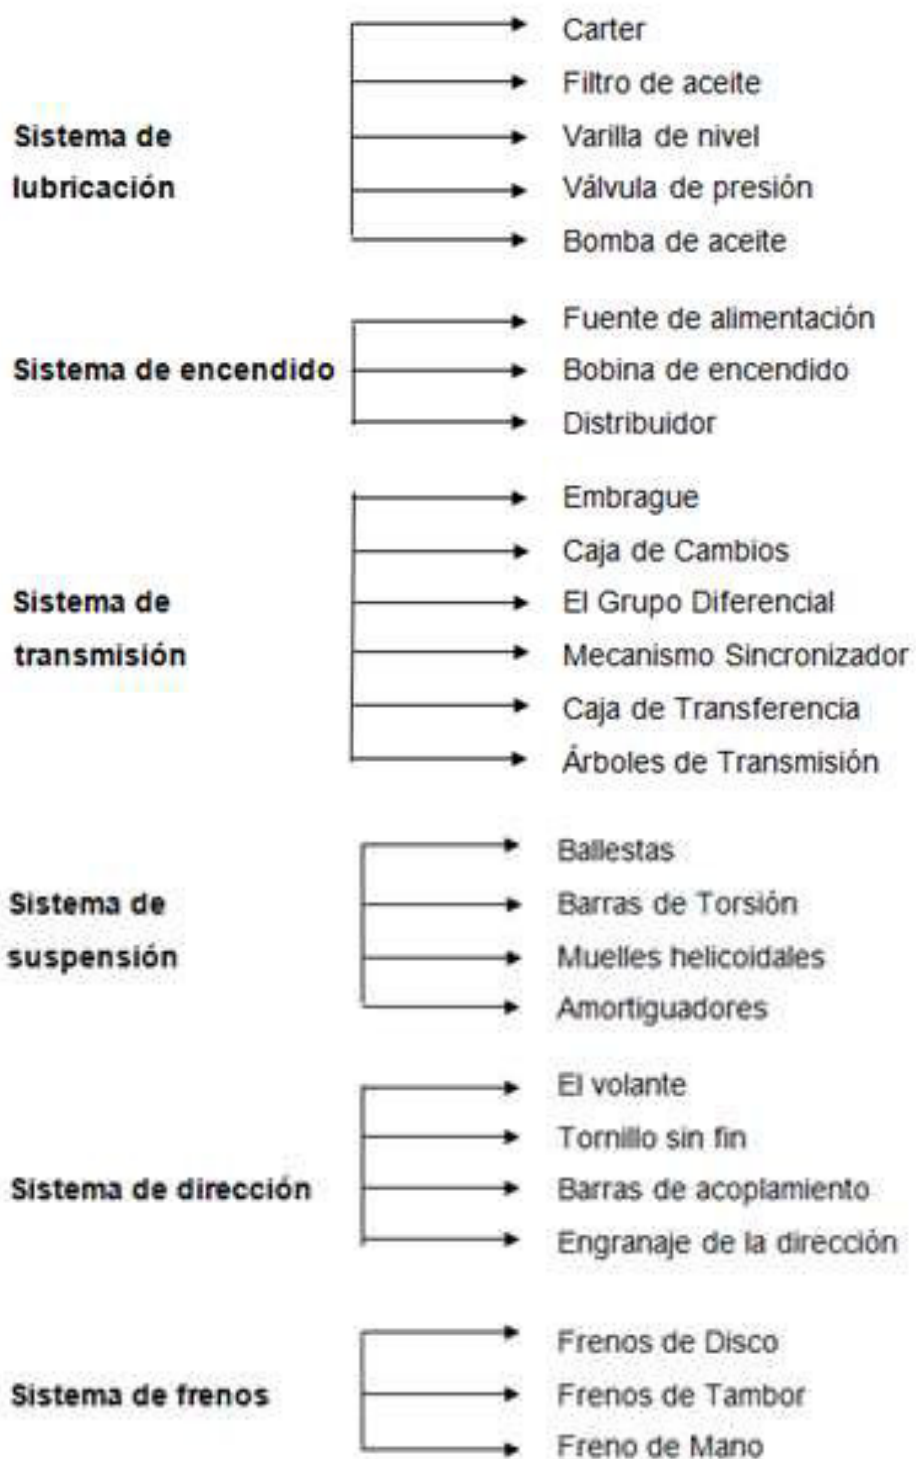 Sistema de
lubricación
Carter
Filtro de aceite
Varilla de nivel
Válvula de presión
Bomba de aceite
Sistema de encendido
Fuente de alimentación
Bobina de encendido
Distribuidor
Sistema de
transmisión
Embrague
Caja de Cambios
El Grupo Diferencial
Mecanismo Sincronizador
Caja de Transferencia
Árboles de Transmisión
Sistema de
suspensión
Ballestas
Barras de Torsión
Muelles helicoidales
Amortiguadores
Sistema de dirección
El volante
Tornillo sin fin
Barras de acoplamiento
Engranaje de la dirección
Sistema de frenos
Frenos de Disco
Frenos de Tambor
Freno de Mano